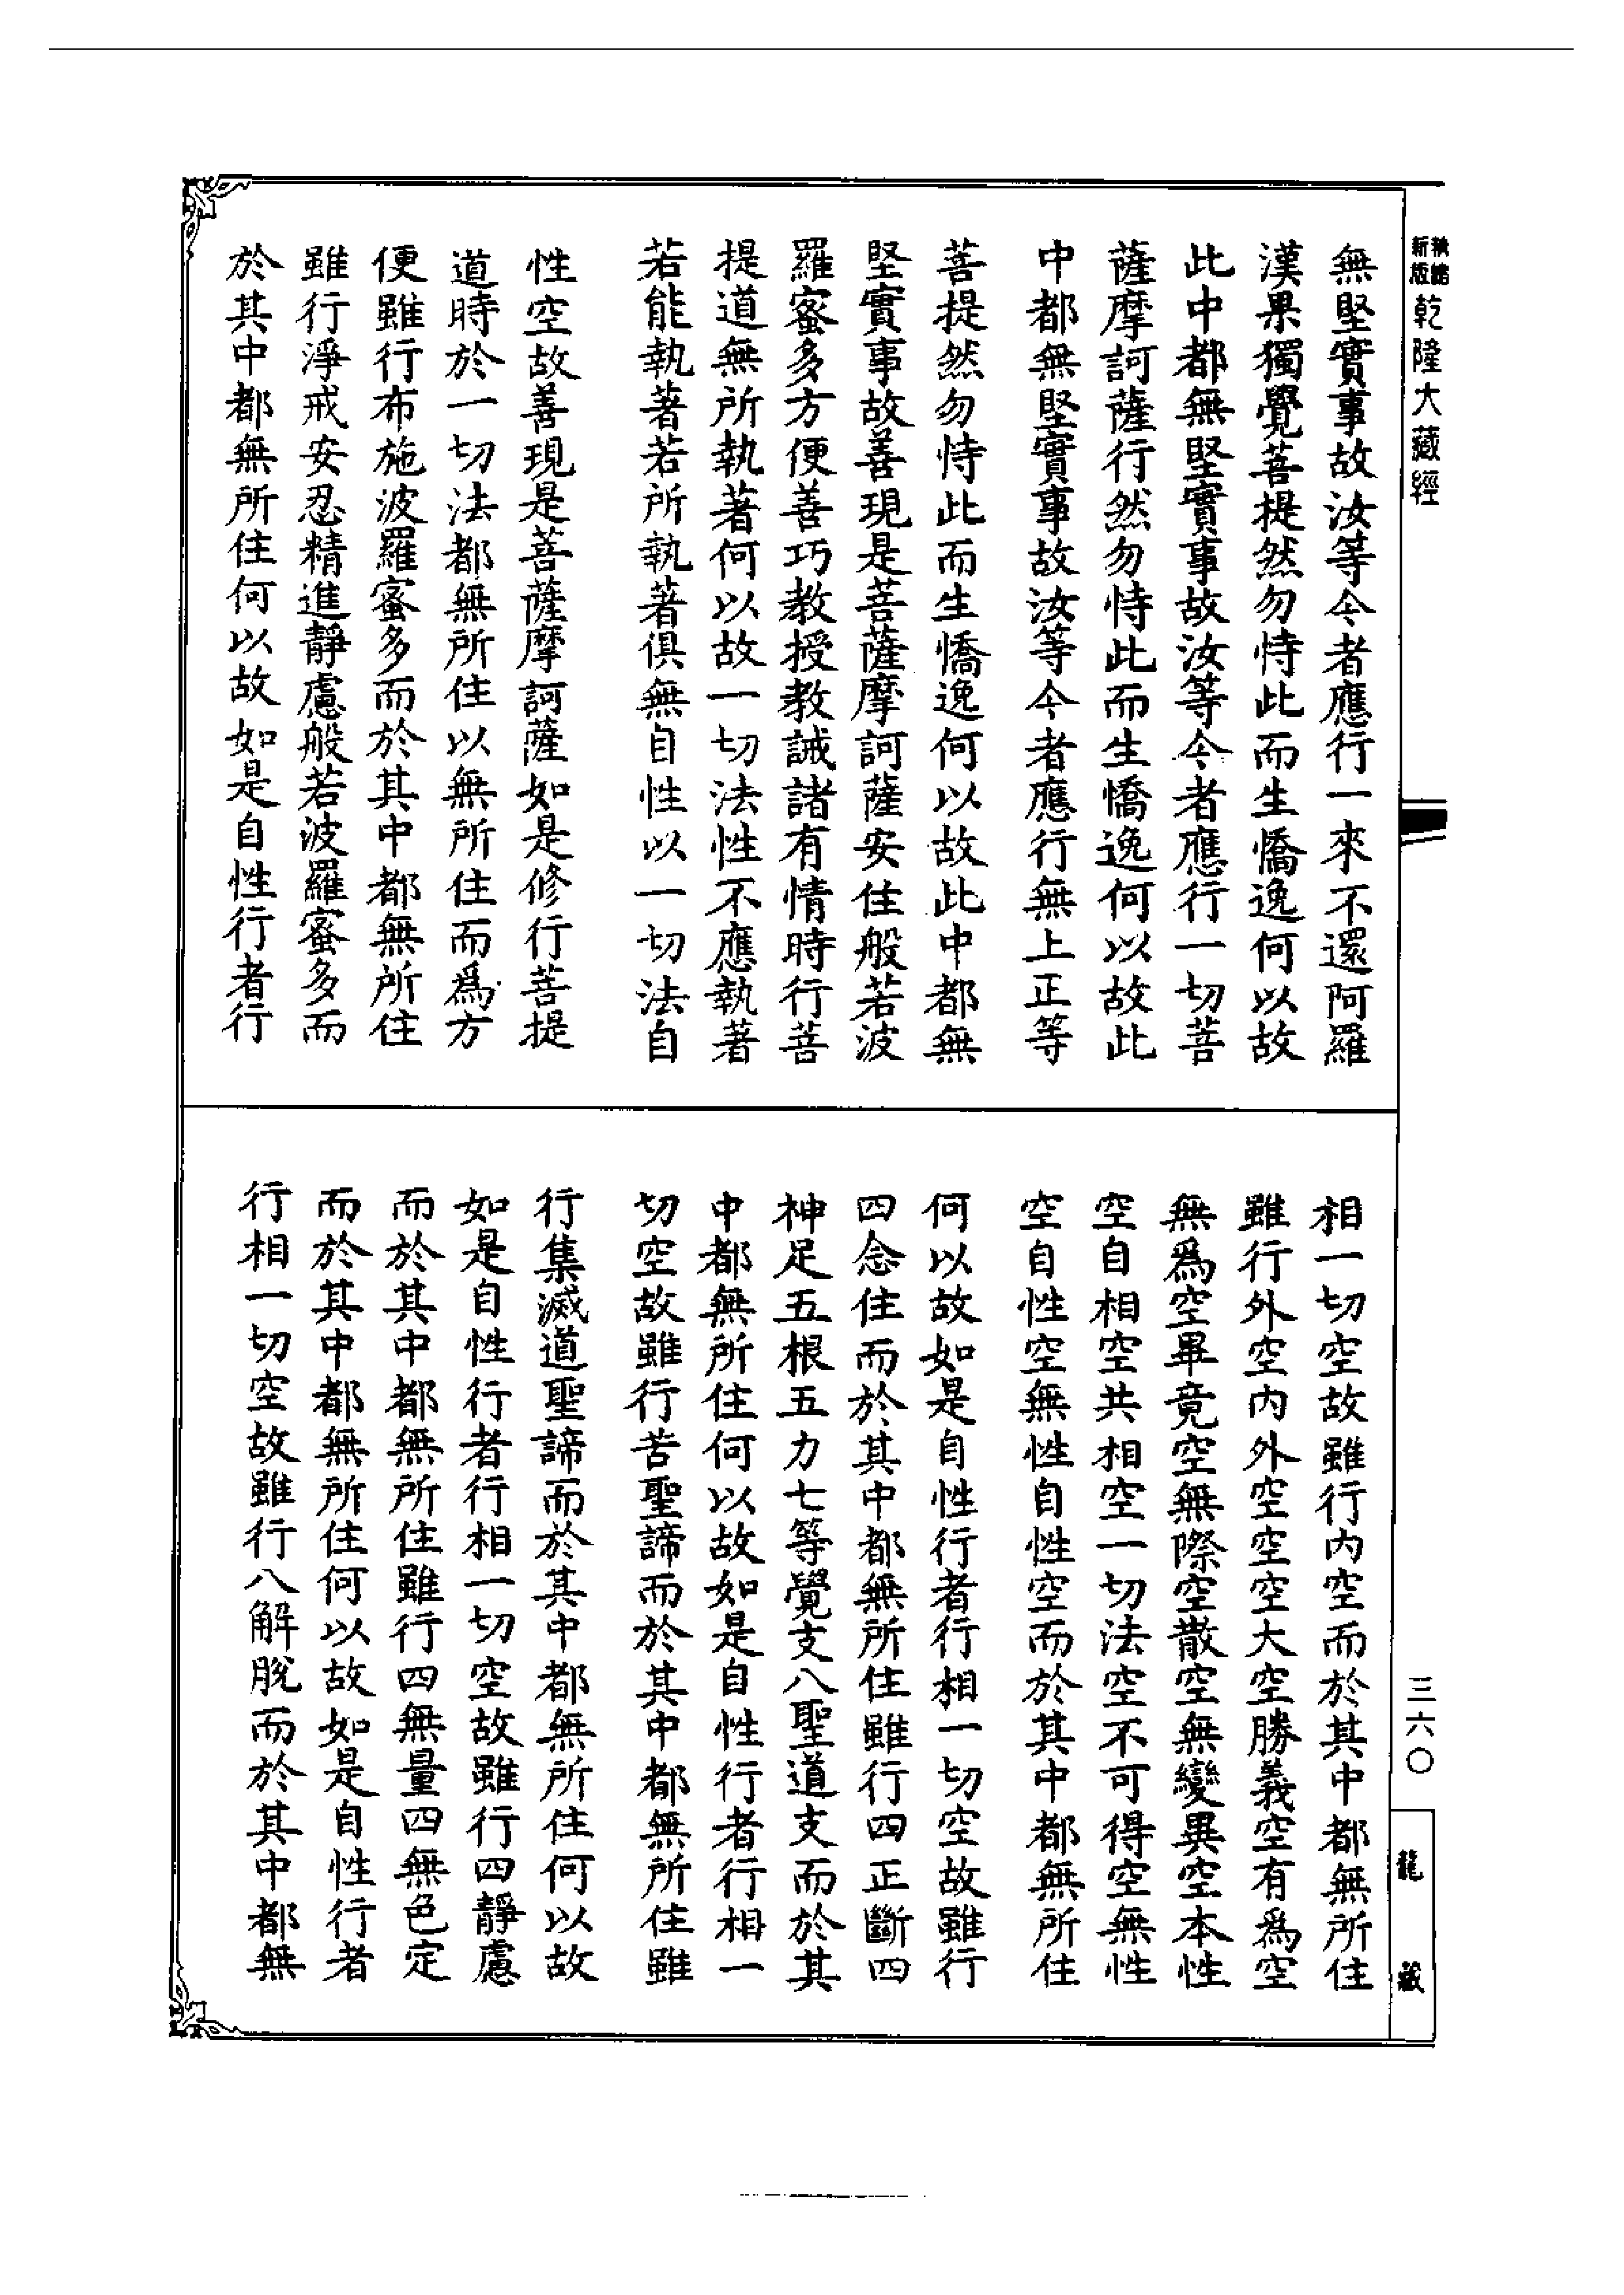 新版
精縮
乾隆大藏經
無堅實事故汝等今者應行一來不還阿羅
漢果獨覺菩提然勿恃此而生憍逸何以故
此中都無堅實事故汝等今者應行一切菩
薩摩訶薩行然勿恃此而生憍逸何以故此
中都無堅實事故汝等今者應行無上正等
菩提然勿恃此而生憍逸何以故此中都無
堅實事故善現是菩薩摩訶薩安住般若波
羅蜜多方便善巧教授教誡諸有情時行菩
提道無所執著何以故一切法性不應執著
若能執著若所執著俱無自性以一切法自
性空故善現是菩薩摩訶薩如是修行菩提
道時於一切法都無所住以無所住而爲方
便雖行布施波羅蜜多而於其中都無所住
雖行淨戒安忍精進靜慮般若波羅蜜多而
於其中都無所住何以故如是自性行者行
相一切空故雖行內空而於其中都無所住
雖行外空內外空空空大空勝義空有爲空
無爲空畢竟空無際空散空無變異空本性
空自相空共相空一切法空不可得空無性
空自性空無性自性空而於其中都無所住
何以故如是自性行者行相一切空故雖行
四念住而於其中都無所住雖行四正斷四
神足五根五力七等覺支八聖道支而於其
中都無所住何以故如是自性行者行相一
切空故雖行苦聖諦而於其中都無所住雖
行集滅道聖諦而於其中都無所住何以故
如是自性行者行相一切空故雖行四靜慮
而於其中都無所住雖行四無量四無色定
而於其中都無所住何以故如是自性行者
行相一切空故雖行八解脫而於其中都無
三六〇
龍藏